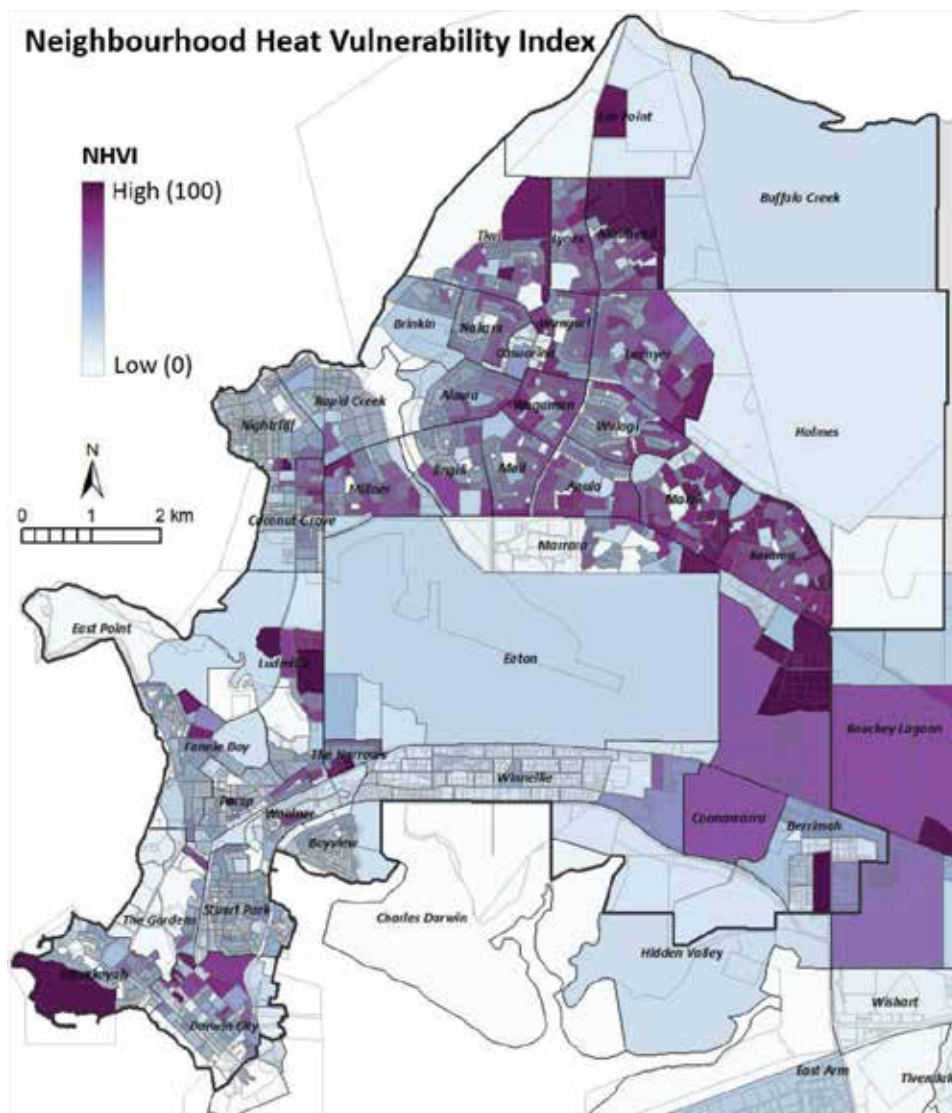 Neighbourhood Heat Vulnerability Index
NHVI
High (100)
Low (0)
N
0 1 2 km
Lee Point
Buffalo Creek
Tiwi
Lyons
Muirhead
Brinkin
Nakara
Wanguri
Casuarina
Leanyer
Alawa
Wagaman
Wulagi
Holmes
Nightcliff
Rapid Creek
Jingili
Moil
Anula
Malak
Millner
Coconut Grove
Marrara
Karama
East Point
Ludmilla
Eaton
Fannie Bay
The Narrows
Winnellie
Knuckey Lagoon
Parap
Woolner
Coonawarra
Berrimah
Bayview
The Gardens
Stuart Park
Charles Darwin
Hidden Valley
Larrakeyah
Darwin City
Wishart
East Arm
Tivendale